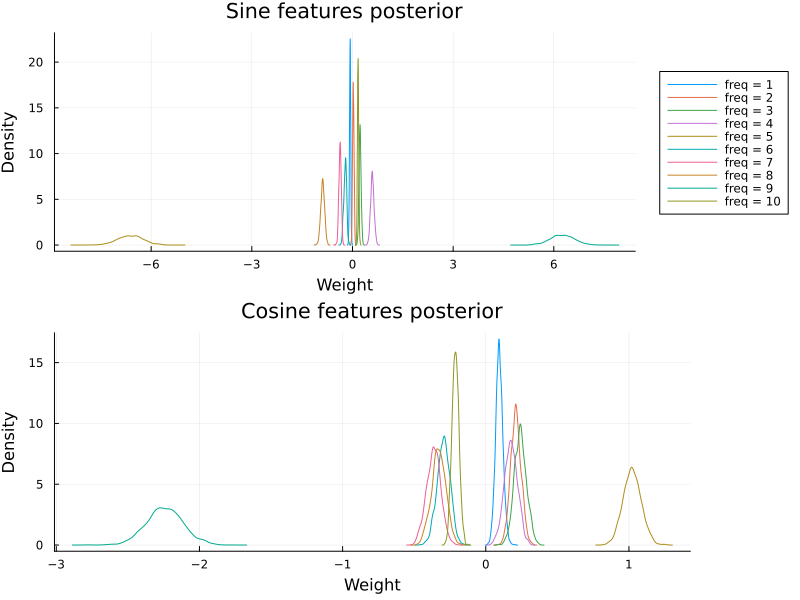 Sine features posterior
Density
20
15
10
5
0
−6
−3
0
3
6
Weight
freq = 1
freq = 2
freq = 3
freq = 4
freq = 5
freq = 6
freq = 7
freq = 8
freq = 9
freq = 10
Cosine features posterior
Density
15
10
5
0
−3
−2
−1
0
1
Weight